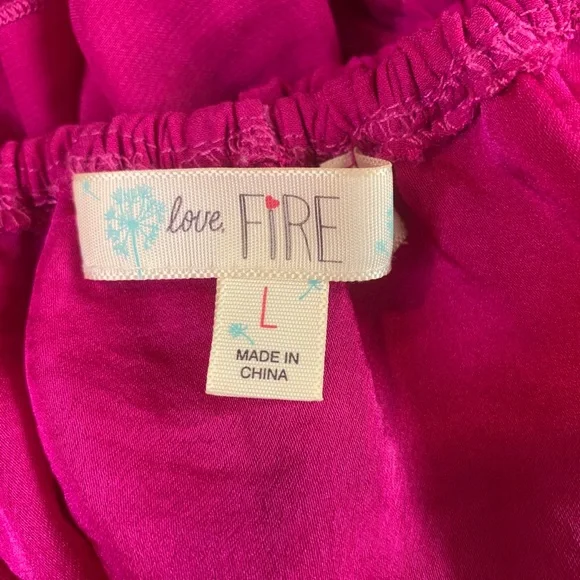 love, FiRE
L
MADE IN
CHINA